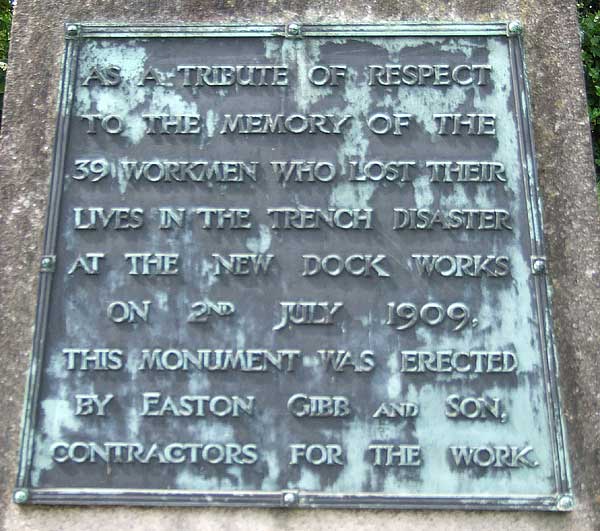 AS A TRIBUTE OF RESPECT
TO THE MEMORY OF THE
39 WORKMEN WHO LOST THEIR
LIVES IN THE TRENCH DISASTER
AT THE NEW DOCK WORKS
ON 2ND JULY 1909,
THIS MONUMENT WAS ERECTED
BY EASTON GIBB AND SON,
CONTRACTORS FOR THE WORK.